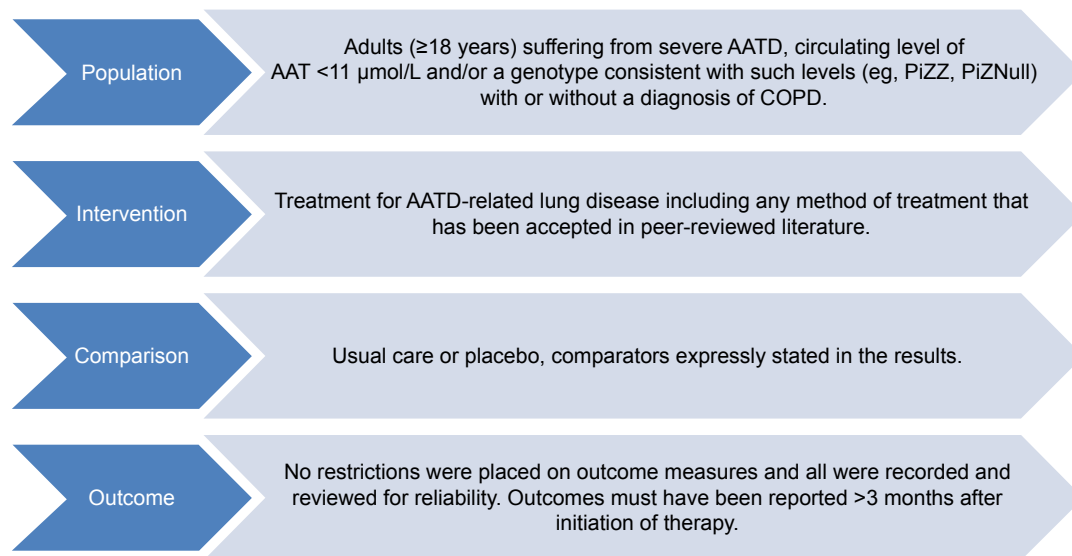 Population
Adults (≥18 years) suffering from severe AATD, circulating level of
AAT <11 μmol/L and/or a genotype consistent with such levels (eg, PiZZ, PiZNull)
with or without a diagnosis of COPD.
Intervention
Treatment for AATD-related lung disease including any method of treatment that
has been accepted in peer-reviewed literature.
Comparison
Usual care or placebo, comparators expressly stated in the results.
Outcome
No restrictions were placed on outcome measures and all were recorded and
reviewed for reliability. Outcomes must have been reported >3 months after
initiation of therapy.